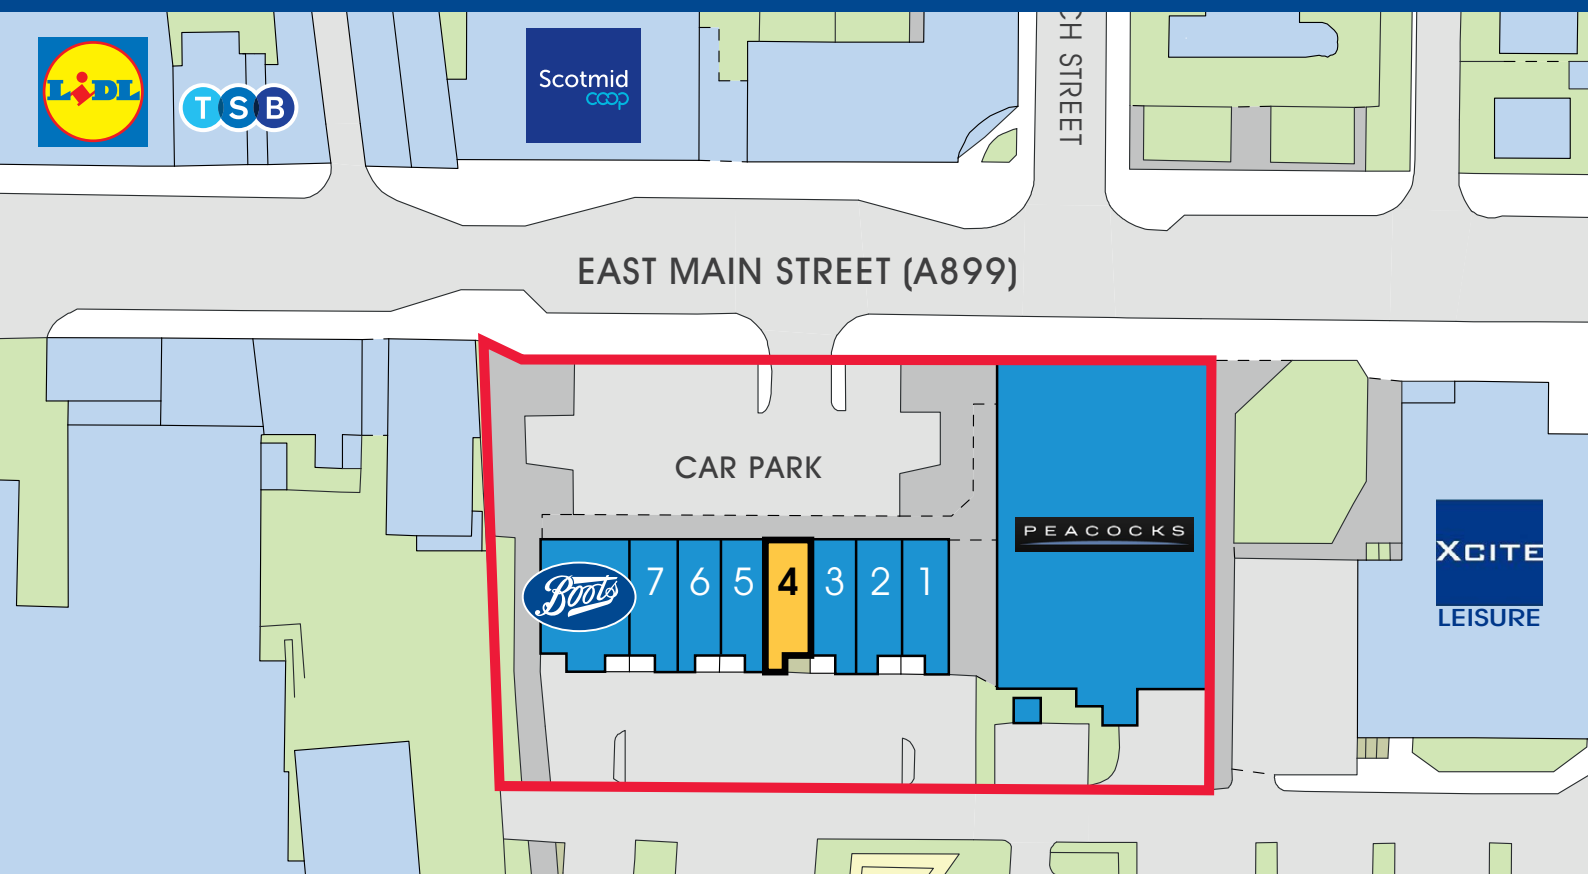 LIDL
TSB
Scotmid
coop
CH STREET
EAST MAIN STREET (A899)
CAR PARK
PEACOCKS
Boots
7 6 5 4 3 2 1
XCITE
LEISURE